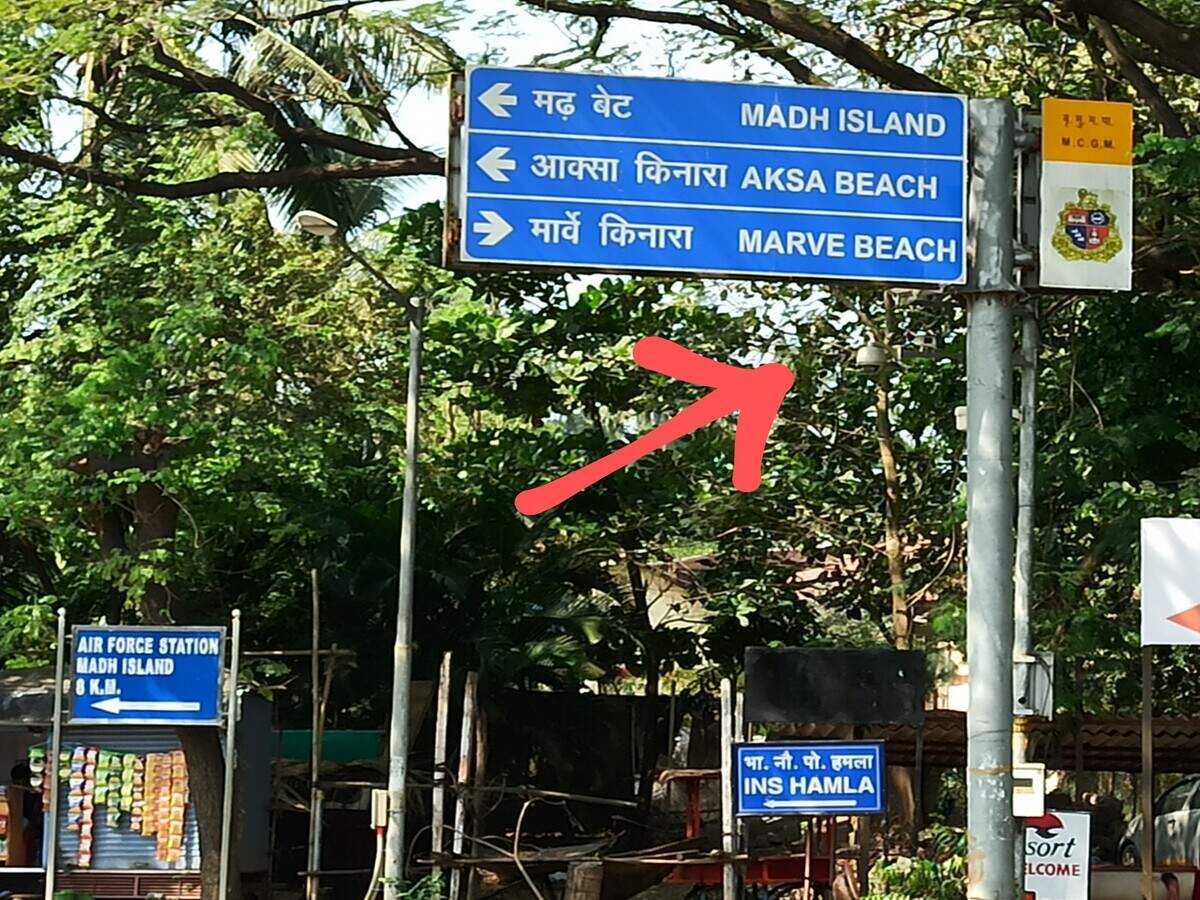 मढ़ बेट MADH ISLAND
आक्सा किनारा AKSA BEACH
मार्वे किनारा MARVE BEACH
बृ.मु.म.पा.
M.C.G.M.
AIR FORCE STATION
MADH ISLAND
8 K.M.
भा. नौ. पो. हमला
INS HAMLA
sort
ELCOME